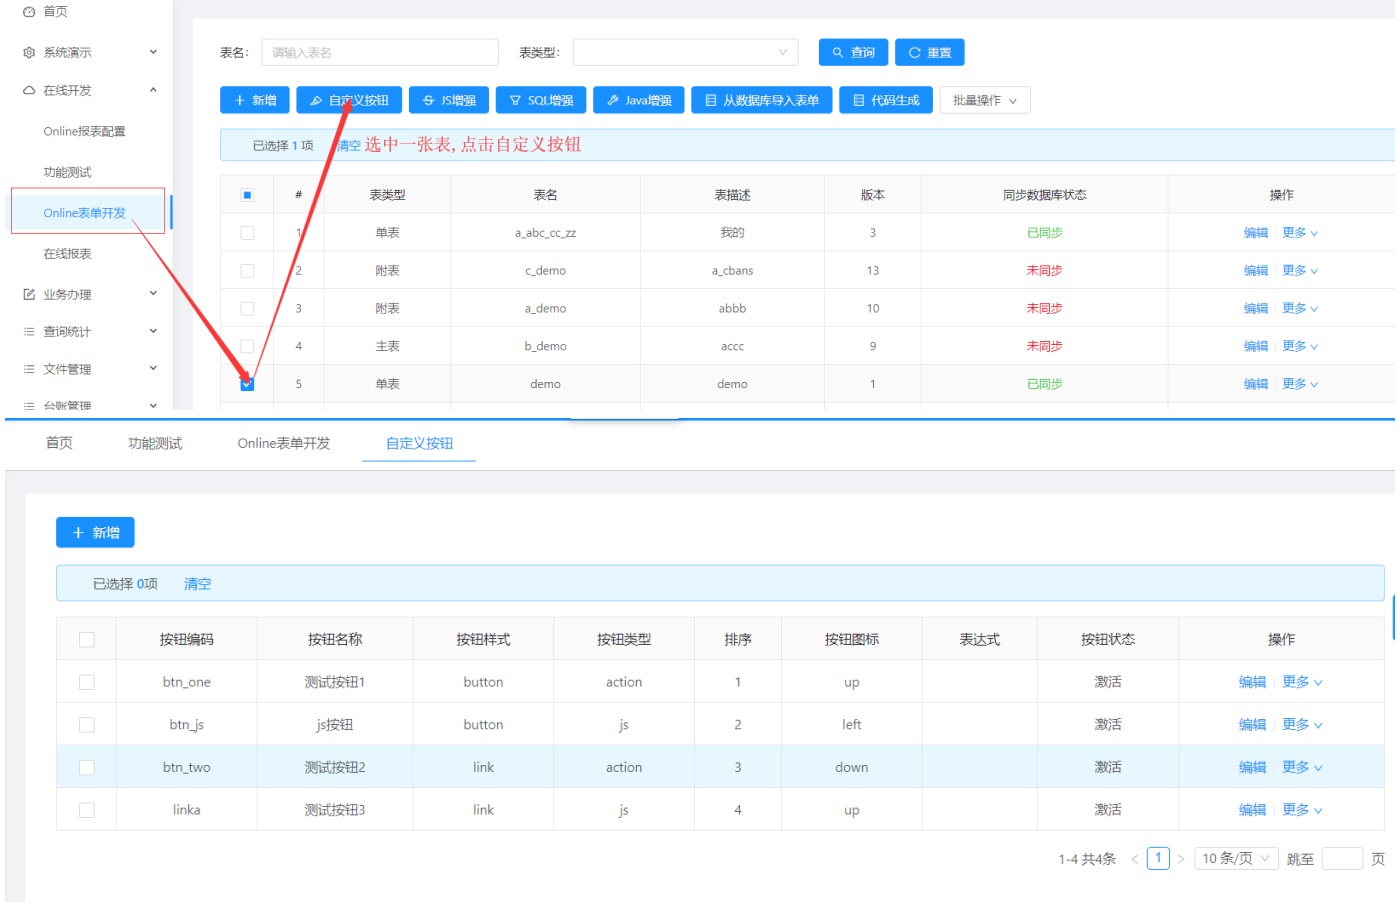 首页
系统演示
在线开发
Online报表配置
功能测试
Online表单开发
在线报表
业务办理
查询统计
文件管理
台账管理
表名: 请输入表名 表类型: 查询 重置
新增 自定义按钮 JS增强 SQL增强 Java增强 从数据库导入表单 代码生成 批量操作
已选择 1 项 清空 选中一张表, 点击自定义按钮
# 表类型 表名 表描述 版本 同步数据库状态 操作
1 单表 a_abc_cc_zz 我的 3 已同步 编辑 更多
2 附表 c_demo a_cbans 13 未同步 编辑 更多
3 附表 a_demo abbb 10 未同步 编辑 更多
4 主表 b_demo accc 9 未同步 编辑 更多
5 单表 demo demo 1 已同步 编辑 更多
首页 功能测试 Online表单开发 自定义按钮
新增
已选择 0项 清空
按钮编码 按钮名称 按钮样式 按钮类型 排序 按钮图标 表达式 按钮状态 操作
btn_one 测试按钮1 button action 1 up 激活 编辑 更多
btn_js js按钮 button js 2 left 激活 编辑 更多
btn_two 测试按钮2 link action 3 down 激活 编辑 更多
linka 测试按钮3 link js 4 up 激活 编辑 更多
1-4 共4条 < 1 > 10 条/页 跳至 页